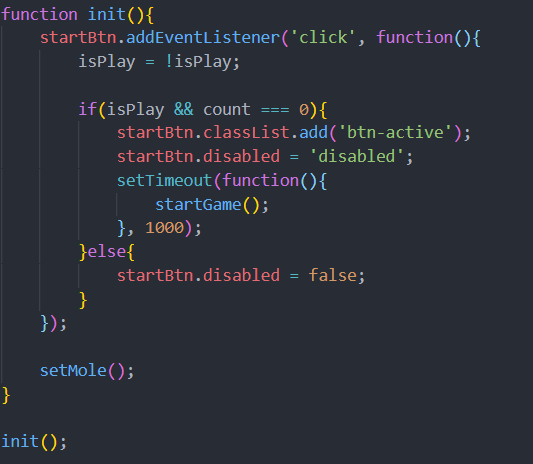 function init(){
    startBtn.addEventListener('click', function(){
        isPlay = !isPlay;

        if(isPlay && count === 0){
            startBtn.classList.add('btn-active');
            startBtn.disabled = 'disabled';
            setTimeout(function(){
                startGame();
            }, 1000);
        }else{
            startBtn.disabled = false;
        }
    });

    setMole();
}

init();